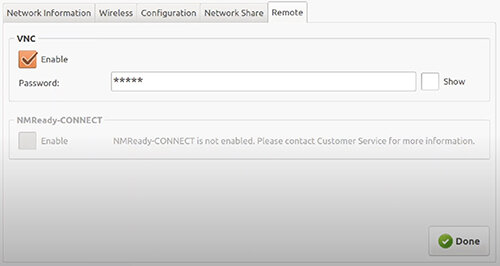 Network Information Wireless Configuration Network Share Remote
VNC
Enable
Password: ***** Show
NMReady-CONNECT
Enable NMReady-CONNECT is not enabled. Please contact Customer Service for more information.
Done